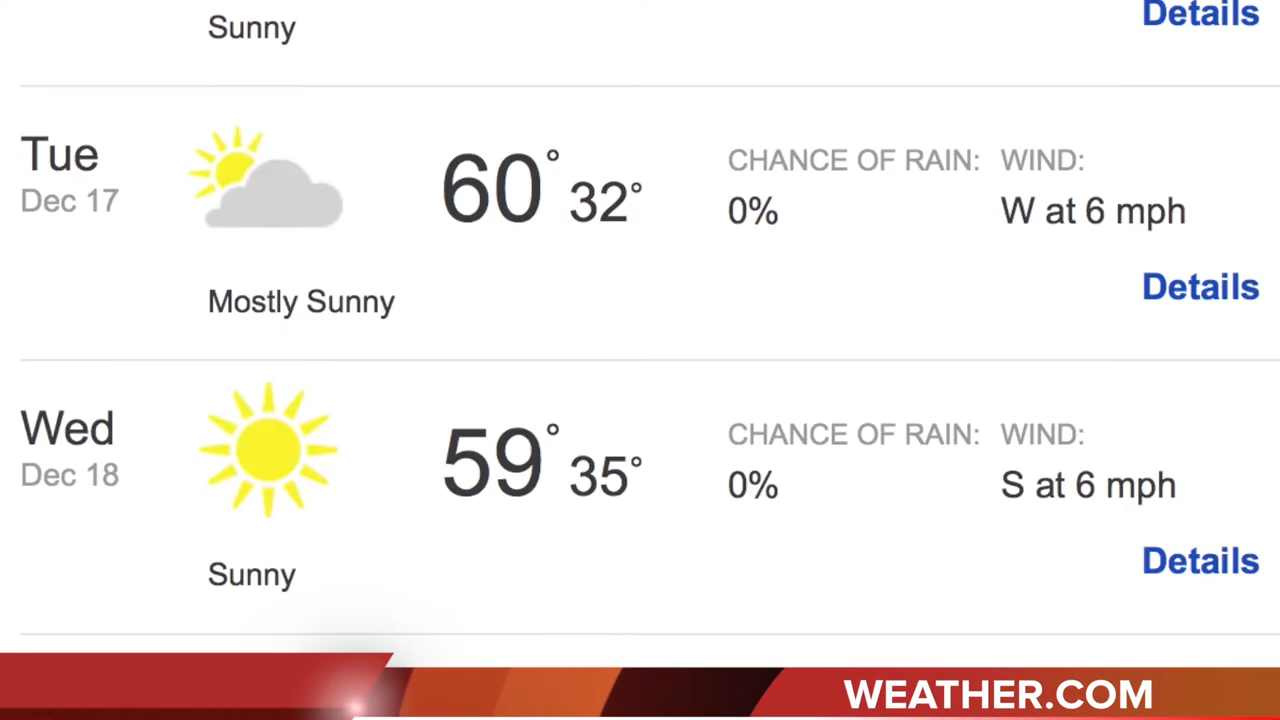 Sunny
Details
Tue
Dec 17
60° 32°
CHANCE OF RAIN: WIND:
0% W at 6 mph
Details
Mostly Sunny
Wed
Dec 18
59° 35°
CHANCE OF RAIN: WIND:
0% S at 6 mph
Details
Sunny
WEATHER.COM